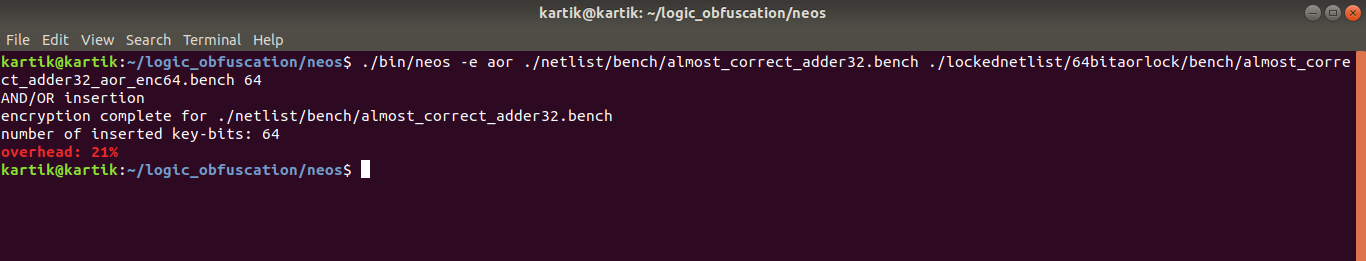 kartik@kartik: ~/logic_obfuscation/neos
File Edit View Search Terminal Help
kartik@kartik:~/logic_obfuscation/neos$ ./bin/neos -e aor ./netlist/bench/almost_correct_adder32.bench ./lockednetlist/64bitaorlock/bench/almost_corre
ct_adder32_aor_enc64.bench 64
AND/OR insertion
encryption complete for ./netlist/bench/almost_correct_adder32.bench
number of inserted key-bits: 64
overhead: 21%
kartik@kartik:~/logic_obfuscation/neos$